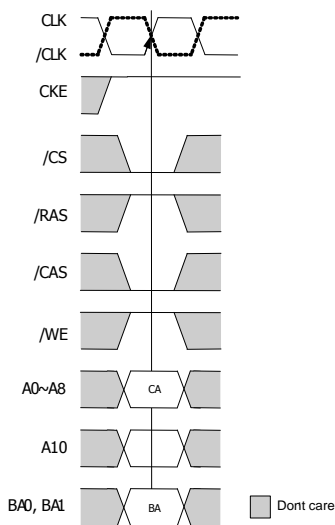 CLK
/CLK
CKE
/CS
/RAS
/CAS
/WE
A0~A8
CA
A10
BA0, BA1
BA
Dont care